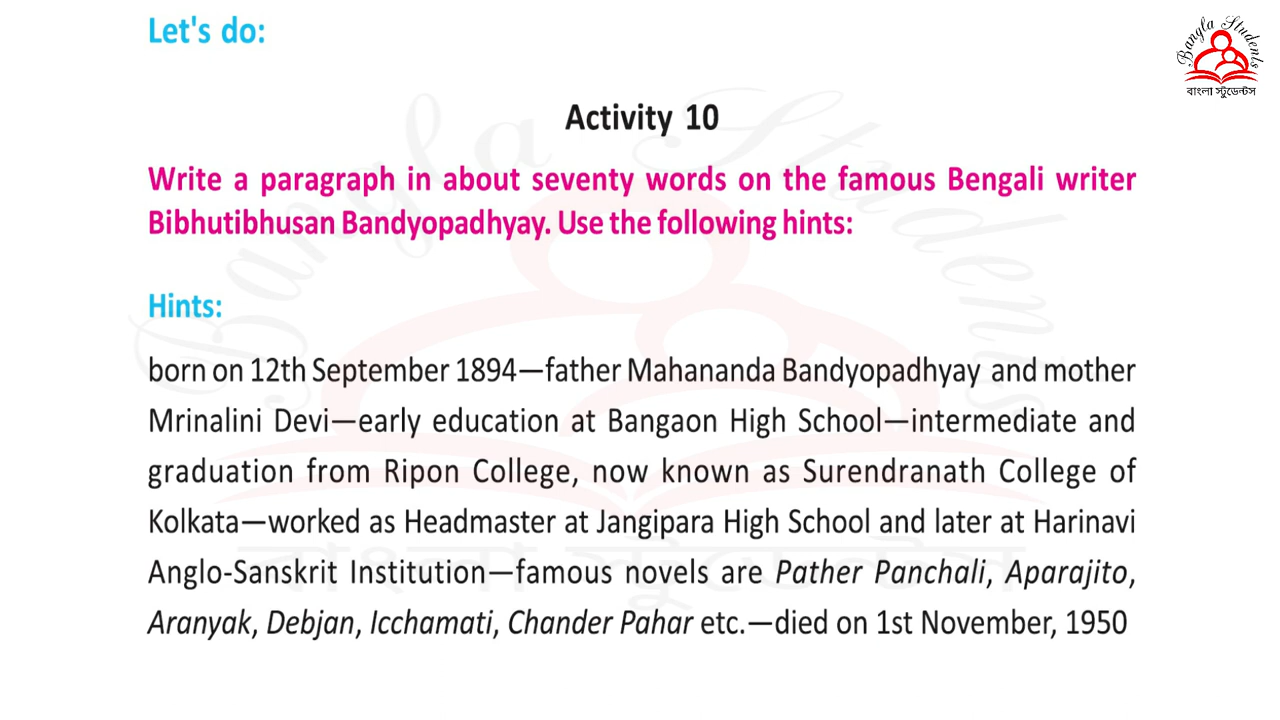 Let's do:
Bangla Students
বাংলা স্টুডেন্টস
Activity 10
Write a paragraph in about seventy words on the famous Bengali writer
Bibhutibhusan Bandyopadhyay. Use the following hints:
Hints:
born on 12th September 1894—father Mahananda Bandyopadhyay and mother
Mrinalini Devi—early education at Bangaon High School—intermediate and
graduation from Ripon College, now known as Surendranath College of
Kolkata—worked as Headmaster at Jangipara High School and later at Harinavi
Anglo-Sanskrit Institution—famous novels are Pather Panchali, Aparajito,
Aranyak, Debjan, Icchamati, Chander Pahar etc.—died on 1st November, 1950
Bangla Students
বাংলা স্টুডেন্টস